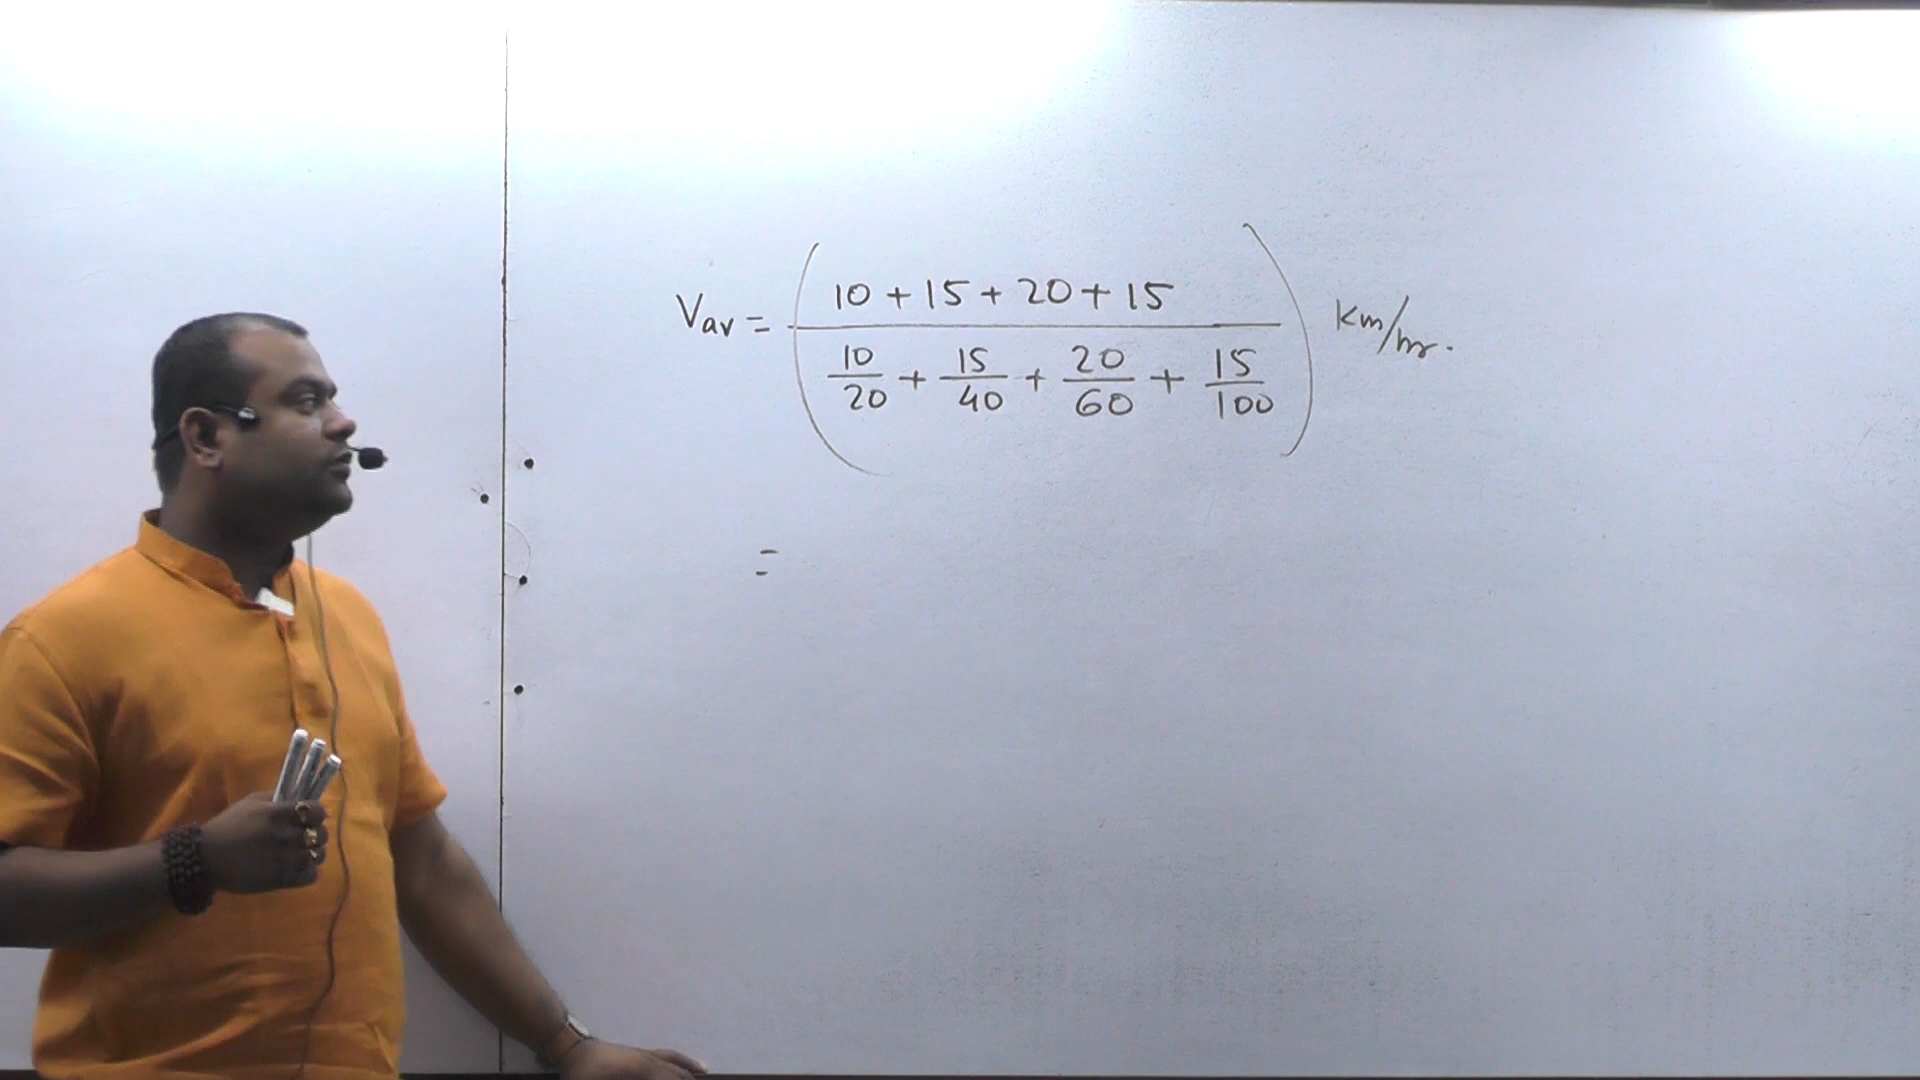 Vav = ( (10 + 15 + 20 + 15) / (10/20 + 15/40 + 20/60 + 15/100) ) Km/hr.
=